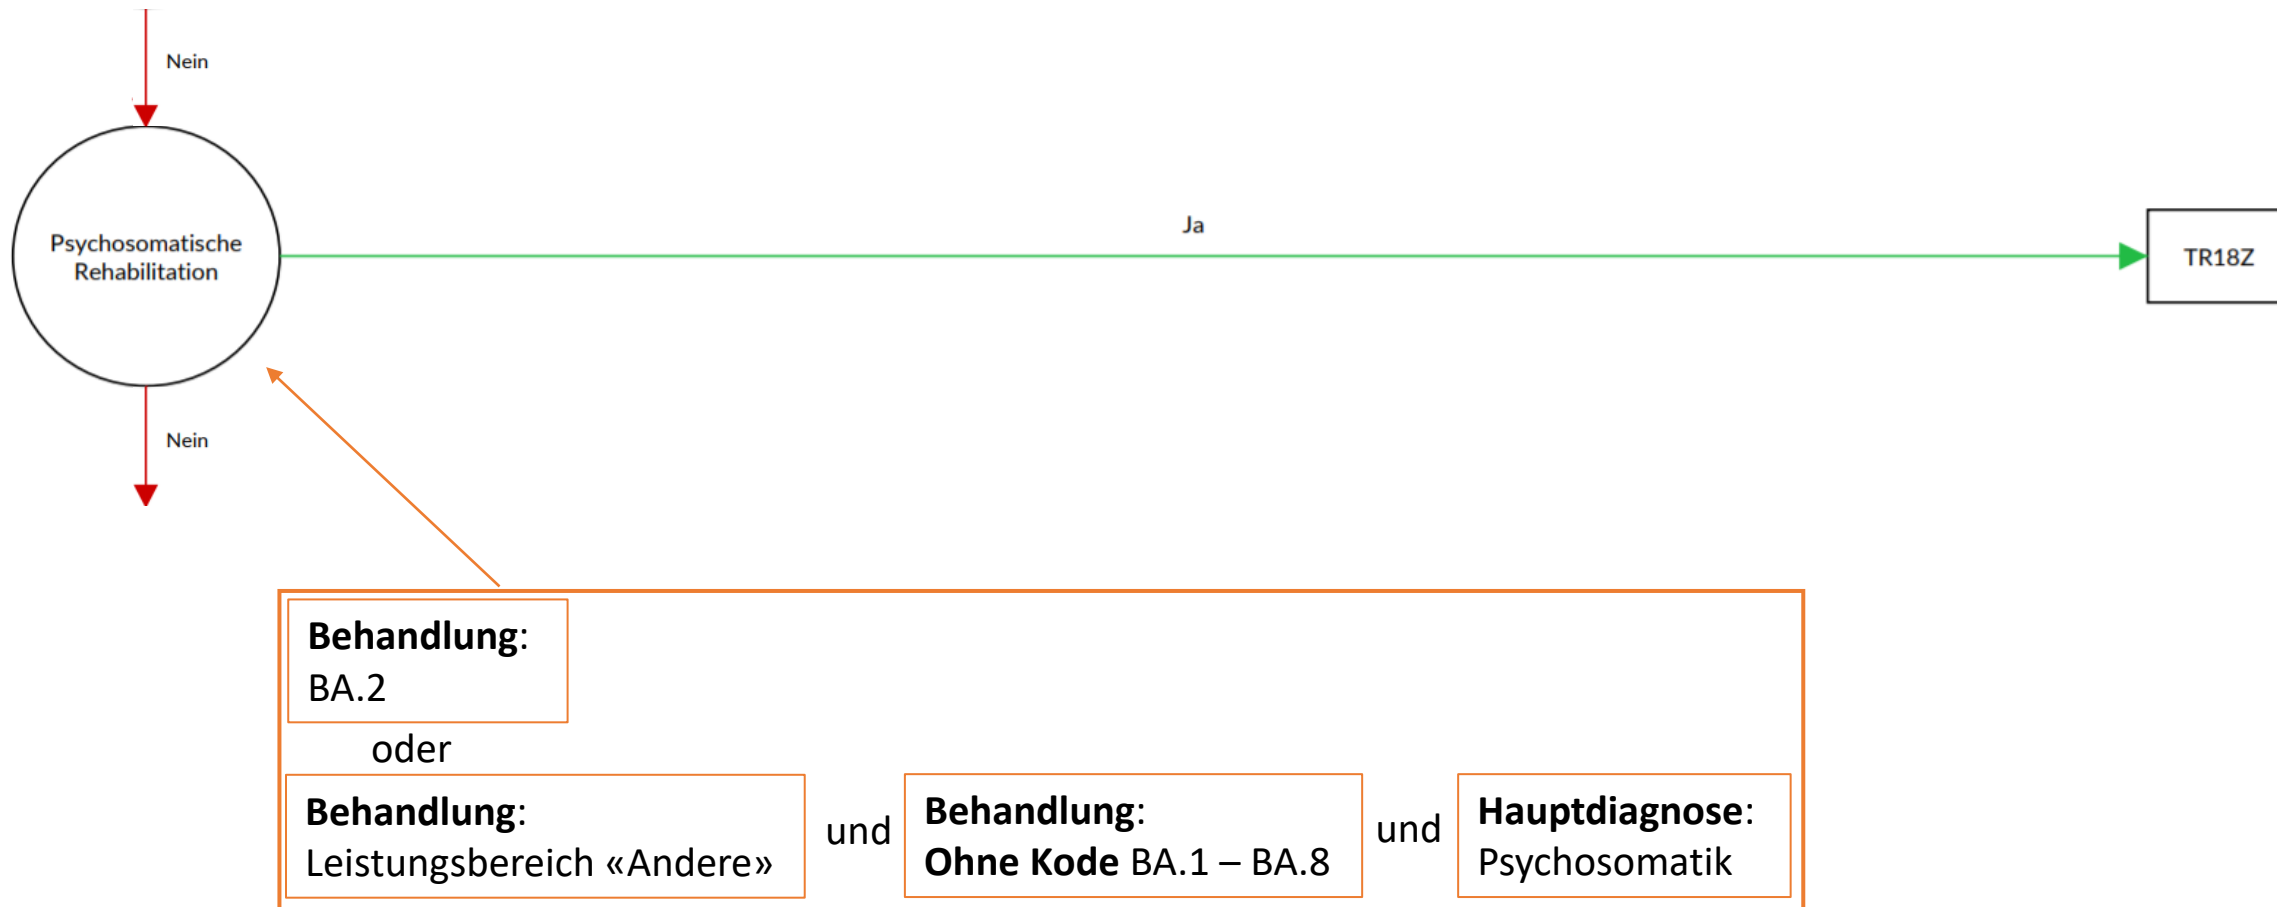 Nein
Psychosomatische
Rehabilitation
Ja
TR18Z
Nein
Behandlung:
BA.2
oder
Behandlung:
Leistungsbereich «Andere»
und
Behandlung:
Ohne Kode BA.1 – BA.8
und
Hauptdiagnose:
Psychosomatik